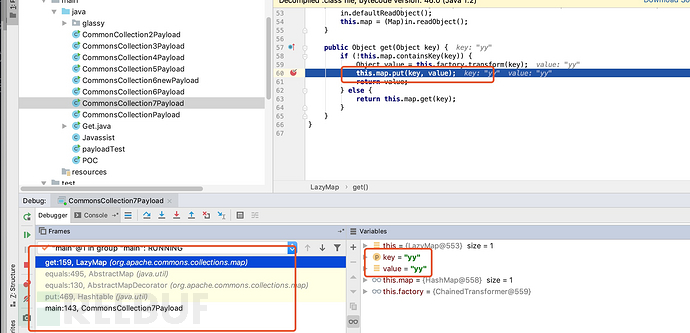 Decompiled .class file, bytecode version: 48.0 (Java 1.2)
main
java
glassy
CommonCollection2Payload
CommonsCollection3Payload
CommonsCollection4Payload
CommonsCollection5Payload
CommonsCollection6newPayload
CommonsCollection6Payload
CommonsCollection7Payload
CommonsCollectionPayload
Get.java
Javassist
payloadTest
POC
resources
test
53 in.defaultReadObject();
54 this.map = (Map)in.readObject();
55 }
56
57 public Object get(Object key) { key: "yy"
58 if (!this.map.containsKey(key)) {
59 Object value = this.factory.transform(key); value: "yy"
60 this.map.put(key, value); key: "yy" value: "yy"
61 return value;
62 } else {
63 return this.map.get(key);
64 }
65 }
66 }
67
LazyMap › get()
Debug: CommonsCollection7Payload ×
Debugger Console
Frames
"main"@1 in group "main": RUNNING
get:159, LazyMap (org.apache.commons.collections.map)
equals:495, AbstractMap (java.util)
equals:130, AbstractMapDecorator (org.apache.commons.collections.map)
put:469, Hashtable (java.util)
main:143, CommonsCollection7Payload
Variables
this = {LazyMap@553} size = 1
key = "yy"
value = "yy"
this.map = {HashMap@558} size = 1
this.factory = {ChainedTransformer@559}
Z: Structure
REEBUF